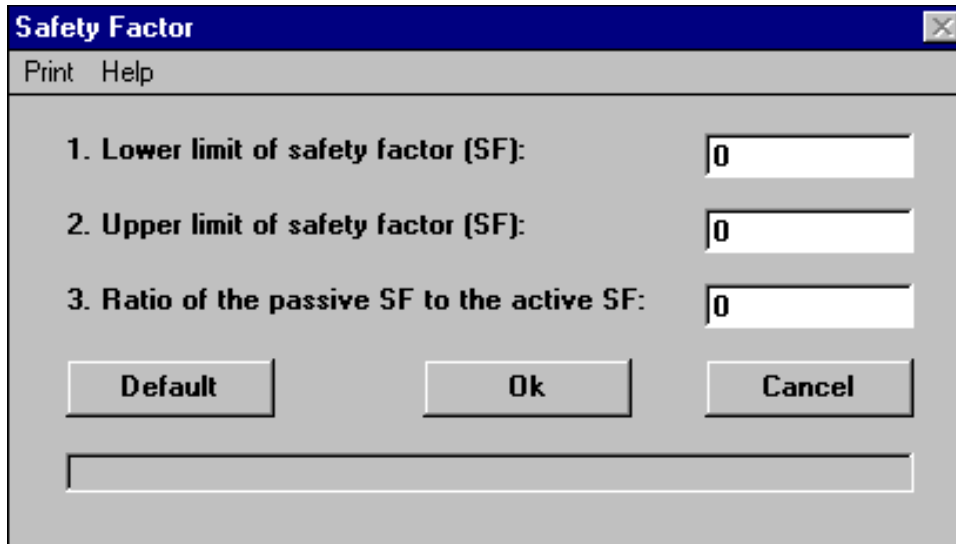 Safety Factor
Print Help
1. Lower limit of safety factor (SF): 0
2. Upper limit of safety factor (SF): 0
3. Ratio of the passive SF to the active SF: 0
Default Ok Cancel